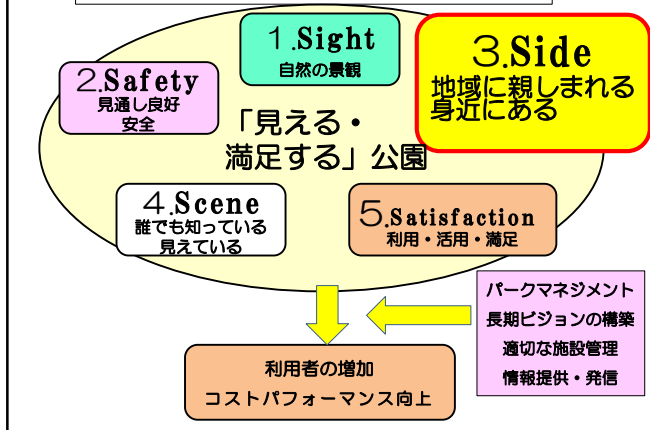 1.Sight
自然の景観
2.Safety
見通し良好
安全
3.Side
地域に親しまれる
身近にある
「見える・
満足する」公園
4.Scene
誰でも知っている
見えている
5.Satisfaction
利用・活用・満足
パークマネジメント
長期ビジョンの構築
適切な施設管理
情報提供・発信
利用者の増加
コストパフォーマンス向上